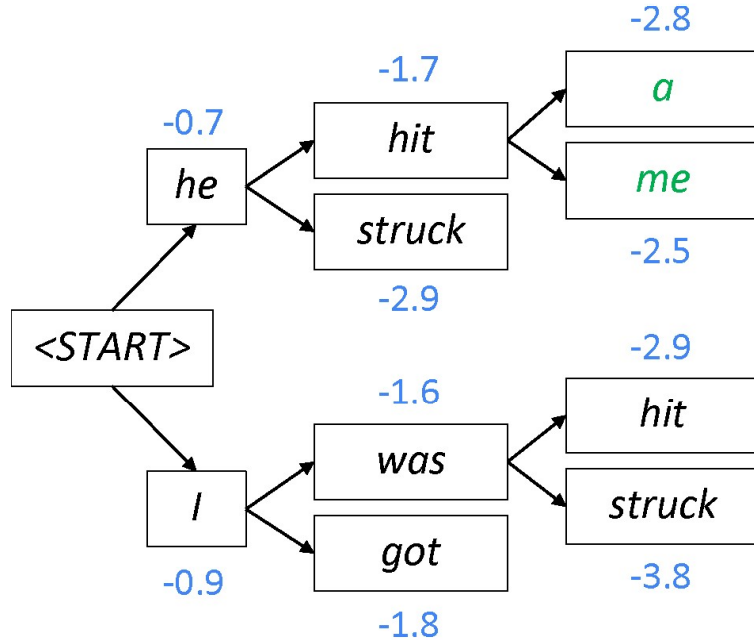 -2.8
-1.7
a
-0.7
hit
he
me
struck
-2.5
-2.9
<START>
-2.9
-1.6
hit
was
I
struck
got
-0.9
-3.8
-1.8